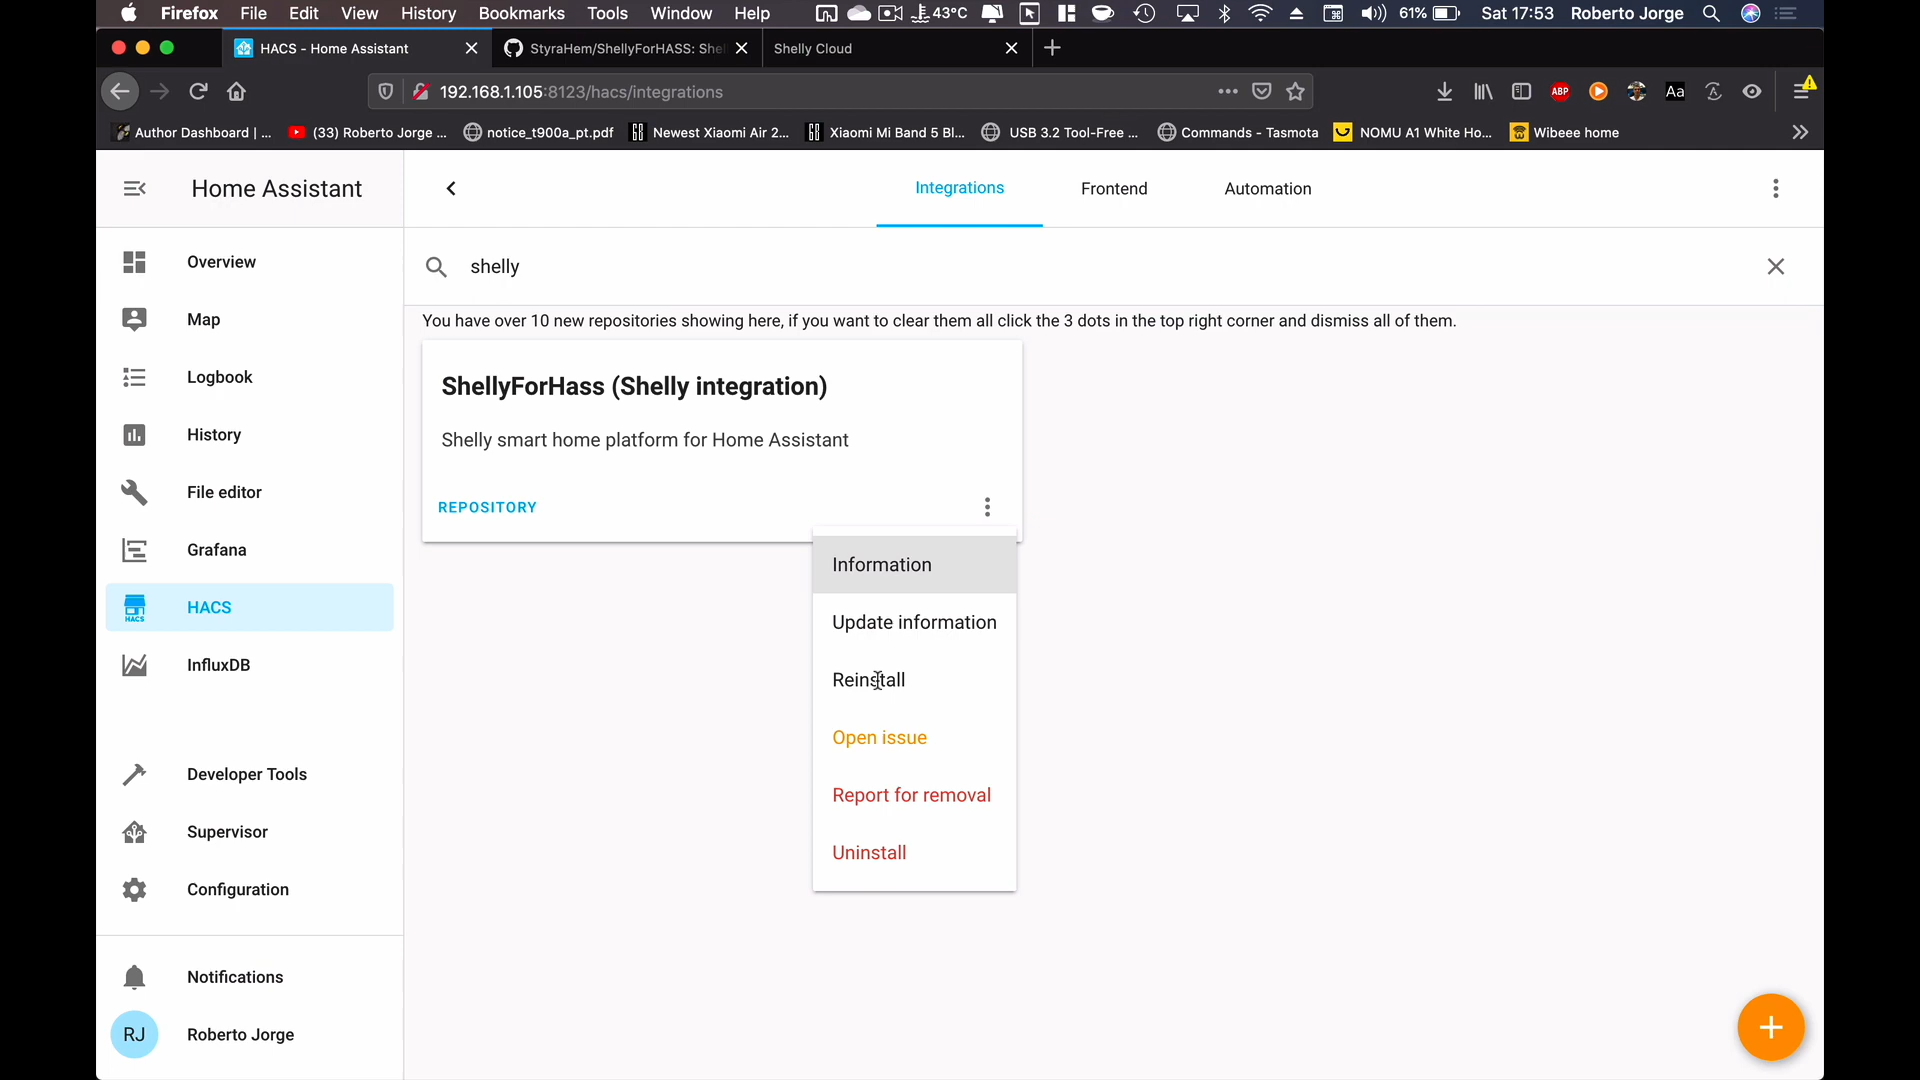 Firefox File Edit View History Bookmarks Tools Window Help 43°C 61% Sat 17:53 Roberto Jorge
HACS - Home Assistant StyraHem/ShellyForHASS: She Shelly Cloud
192.168.1.105:8123/hacs/integrations ABP Aa
Author Dashboard | ... (33) Roberto Jorge ... notice_t900a_pt.pdf Newest Xiaomi Air 2... Xiaomi Mi Band 5 Bl... USB 3.2 Tool-Free ... Commands - Tasmota NOMU A1 White Ho... Wibeee home
Home Assistant
Integrations Frontend Automation
Overview
Map
Logbook
History
File editor
Grafana
HACS HACS
InfluxDB
Developer Tools
Supervisor
Configuration
Notifications
RJ Roberto Jorge
shelly
You have over 10 new repositories showing here, if you want to clear them all click the 3 dots in the top right corner and dismiss all of them.
ShellyForHass (Shelly integration)
Shelly smart home platform for Home Assistant
REPOSITORY
Information
Update information
Reinstall
Open issue
Report for removal
Uninstall